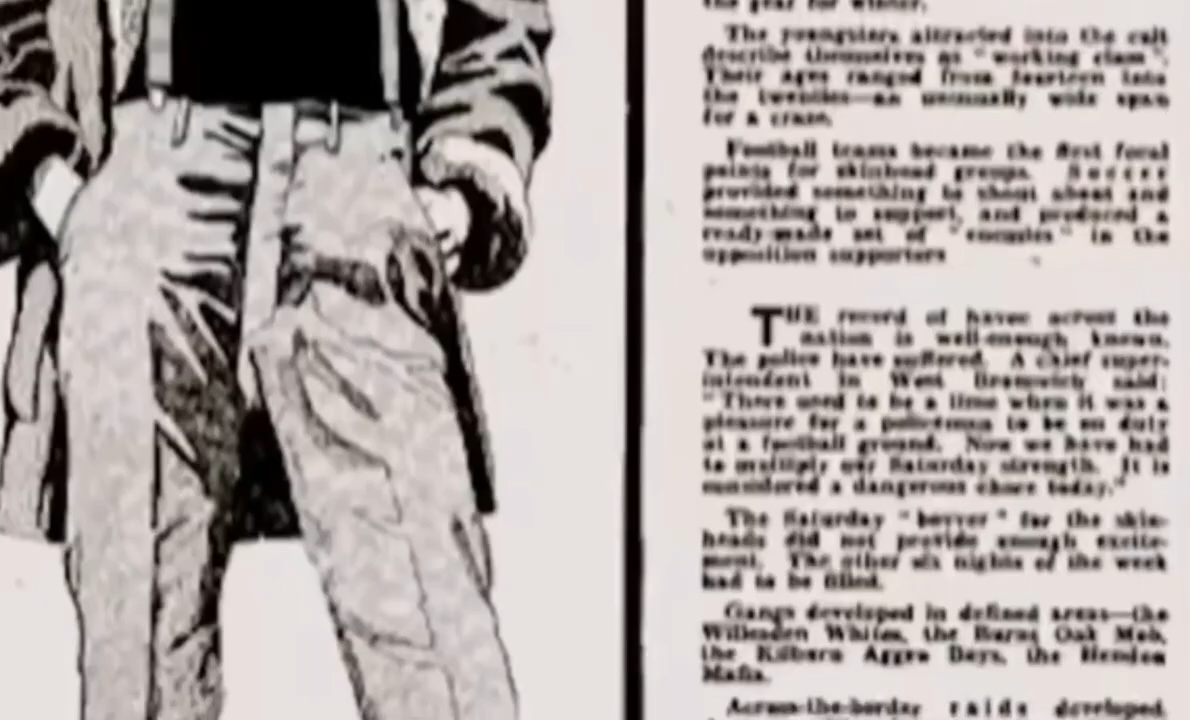 the year for winter.
The youngsters attracted into the cult
describe themselves as "working class".
Their ages ranged from fourteen into
the twenties—an unusually wide span
for a craze.
Football teams became the first focal
points for skinhead groups. Soccer
provided something to shout about and
something to support, and produced a
ready-made set of "enemies" in the
opposition supporters
THE record of havoc across the
nation is well-enough known.
The police have suffered. A chief super-
intendent in West Bromwich said:
"There used to be a time when it was a
pleasure for a policeman to be on duty
at a football ground. Now we have had
to multiply our Saturday strength. It is
considered a dangerous chore today."
The Saturday "bovver" for the skin-
heads did not provide enough excite-
ment. The other six nights of the week
had to be filled.
Gangs developed in defined areas—the
Willesden Whites, the Burnt Oak Mob,
the Kilburn Aggro Boys, the Hendon
Mafia.
Across-the-border raids developed.